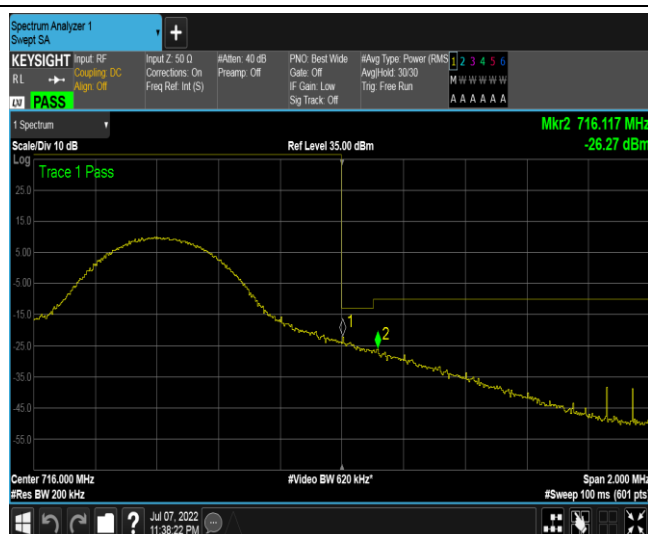 Spectrum Analyzer 1
Swept SA
+
KEYSIGHT Input: RF Input Z: 50 Ω #Atten: 40 dB PNO: Best Wide #Avg Type: Power (RMS 1 2 3 4 5 6
RL Coupling: DC Corrections: On Preamp: Off Gate: Off Avg|Hold: 30/30 M W W W W W
Align: Off Freq Ref: Int (S) IF Gain: Low Trig: Free Run
LXI PASS Sig Track: Off A A A A A A
1 Spectrum Mkr2 716.117 MHz
Scale/Div 10 dB Ref Level 35.00 dBm -26.27 dBm
Log
Trace 1 Pass
25.0
15.0
5.00
-5.00
-15.0
1
2
-25.0
-35.0
-45.0
-55.0
Center 716.000 MHz #Video BW 620 kHz* Span 2.000 MHz
#Res BW 200 kHz #Sweep 100 ms (601 pts)
? Jul 07, 2022
11:38:22 PM